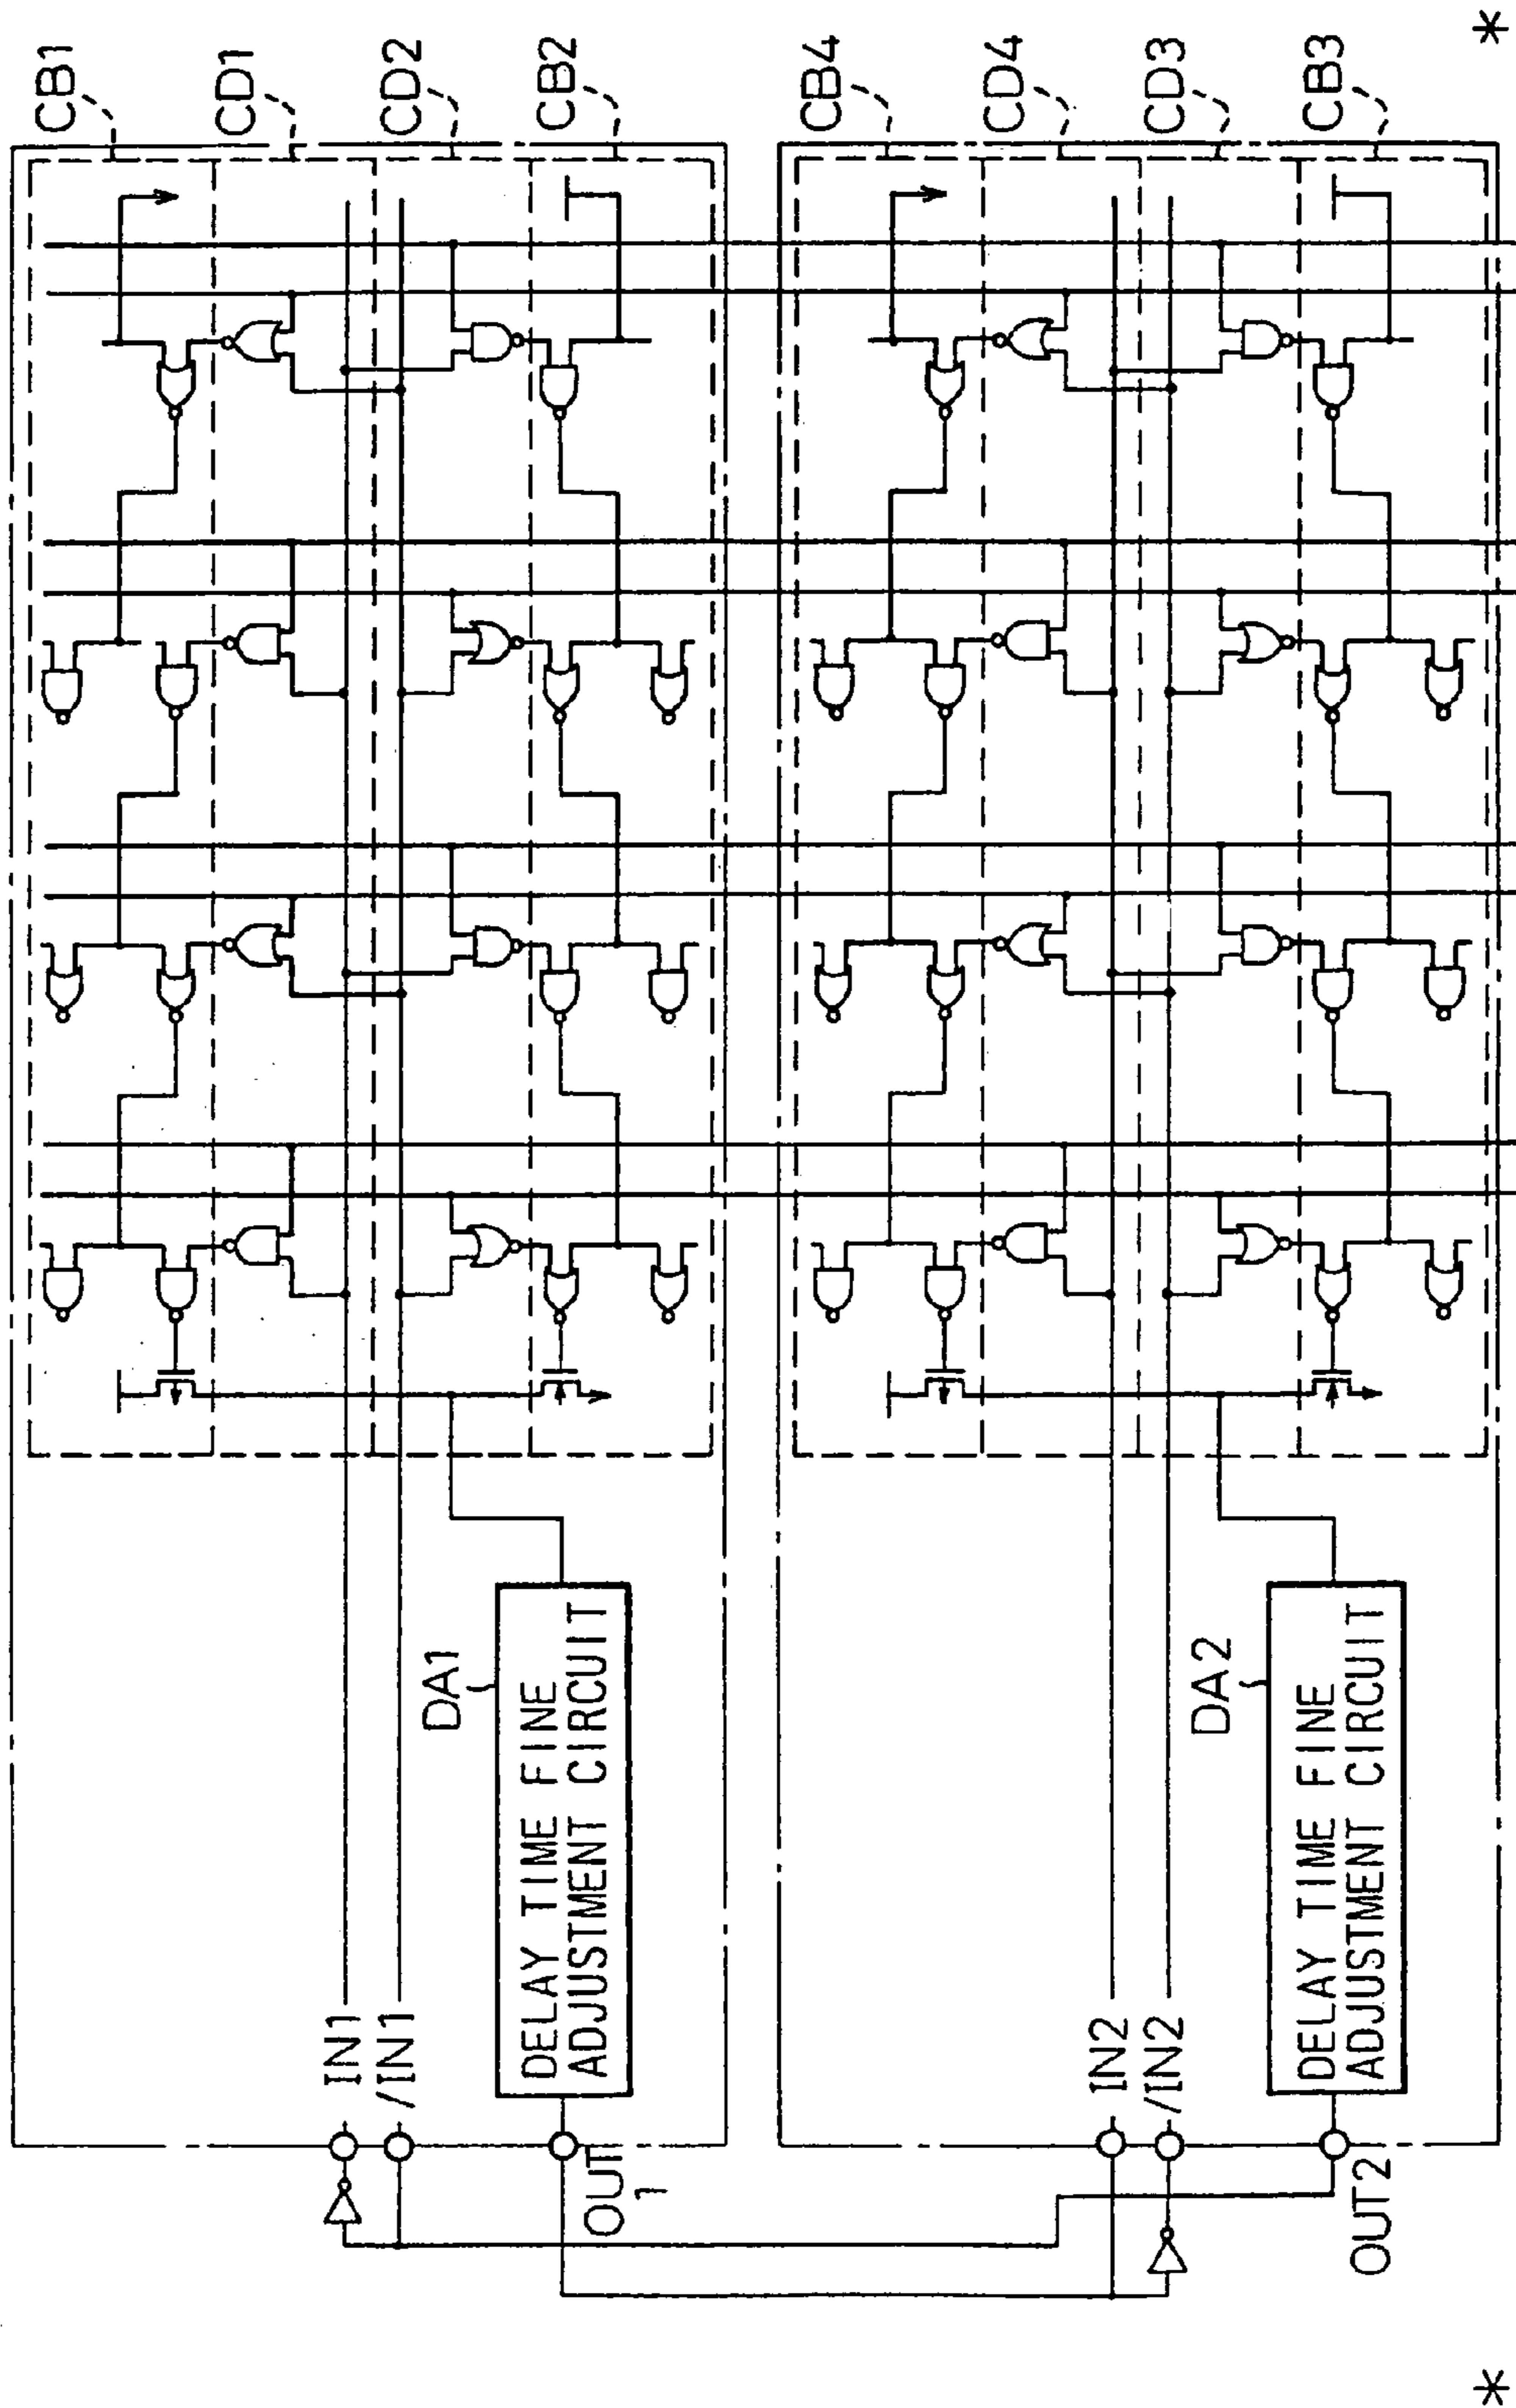 CB1
CD1
CD2
CB2
CB4
CD4
CD3
CB3
*
IN1
/IN1
DA1
DELAY TIME FINE
ADJUSTMENT CIRCUIT
OUT
1
IN2
/IN2
DA2
DELAY TIME FINE
ADJUSTMENT CIRCUIT
OUT2
*